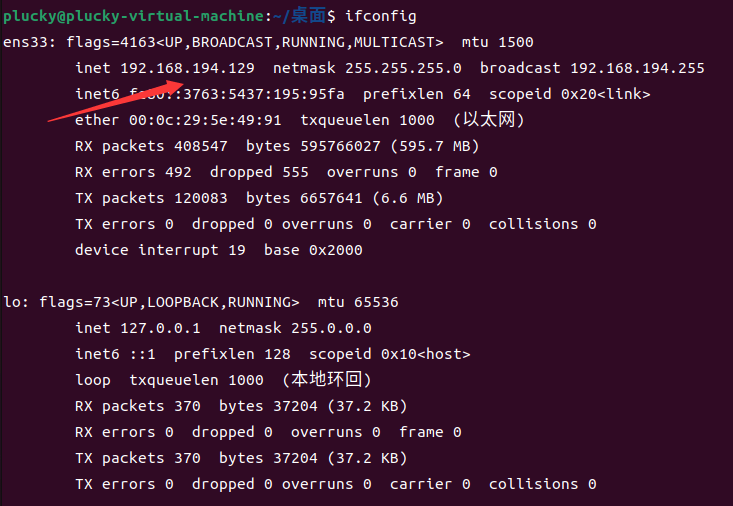 plucky@plucky-virtual-machine:~/桌面$ ifconfig
ens33: flags=4163<UP,BROADCAST,RUNNING,MULTICAST>  mtu 1500
        inet 192.168.194.129  netmask 255.255.255.0  broadcast 192.168.194.255
        inet6 fe80::3763:5437:195:95fa  prefixlen 64  scopeid 0x20<link>
        ether 00:0c:29:5e:49:91  txqueuelen 1000  (以太网)
        RX packets 408547  bytes 595766027 (595.7 MB)
        RX errors 492  dropped 555  overruns 0  frame 0
        TX packets 120083  bytes 6657641 (6.6 MB)
        TX errors 0  dropped 0 overruns 0  carrier 0  collisions 0
        device interrupt 19  base 0x2000
lo: flags=73<UP,LOOPBACK,RUNNING>  mtu 65536
        inet 127.0.0.1  netmask 255.0.0.0
        inet6 ::1  prefixlen 128  scopeid 0x10<host>
        loop  txqueuelen 1000  (本地环回)
        RX packets 370  bytes 37204 (37.2 KB)
        RX errors 0  dropped 0  overruns 0  frame 0
        TX packets 370  bytes 37204 (37.2 KB)
        TX errors 0  dropped 0 overruns 0  carrier 0  collisions 0